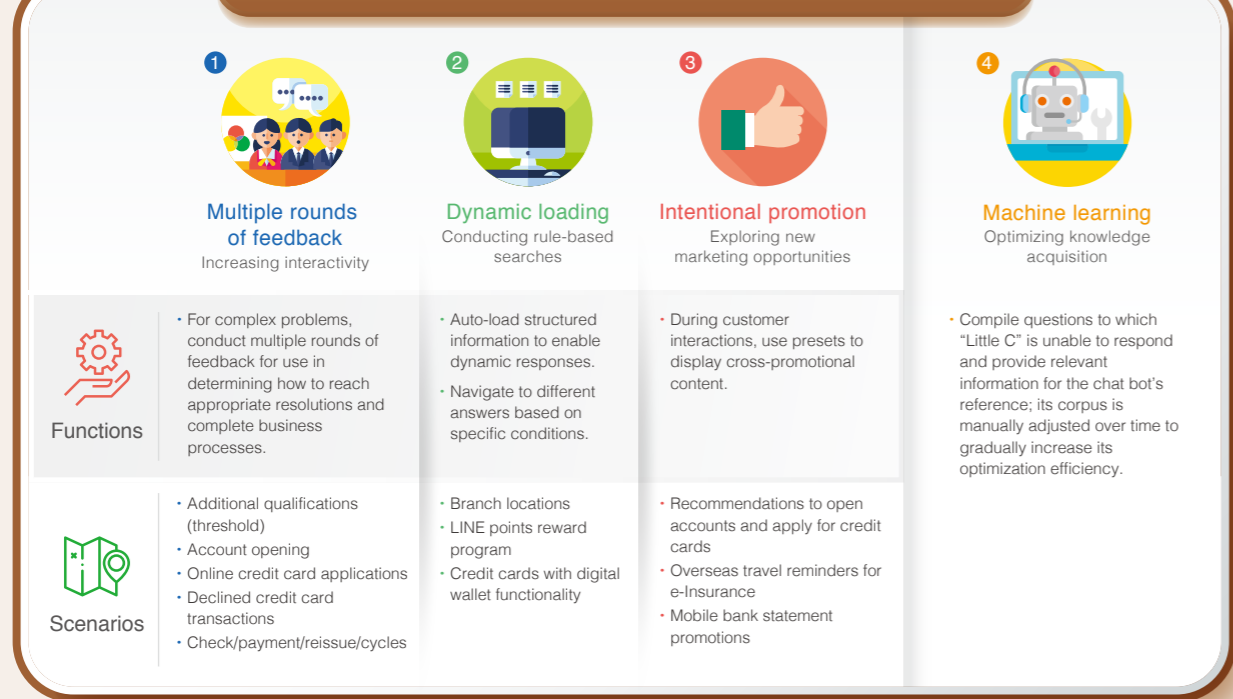 1
Multiple rounds
of feedback
Increasing interactivity
2
Dynamic loading
Conducting rule-based
searches
3
Intentional promotion
Exploring new
marketing opportunities
4
Machine learning
Optimizing knowledge
acquisition
Functions
• For complex problems,
conduct multiple rounds of
feedback for use in
determining how to reach
appropriate resolutions and
complete business
processes.
• Auto-load structured
information to enable
dynamic responses.
• Navigate to different
answers based on
specific conditions.
• During customer
interactions, use presets to
display cross-promotional
content.
• Compile questions to which
“Little C” is unable to respond
and provide relevant
information for the chat bot’s
reference; its corpus is
manually adjusted over time to
gradually increase its
optimization efficiency.
Scenarios
• Additional qualifications
(threshold)
• Account opening
• Online credit card applications
• Declined credit card
transactions
• Check/payment/reissue/cycles
• Branch locations
• LINE points reward
program
• Credit cards with digital
wallet functionality
• Recommendations to open
accounts and apply for credit
cards
• Overseas travel reminders for
e-Insurance
• Mobile bank statement
promotions